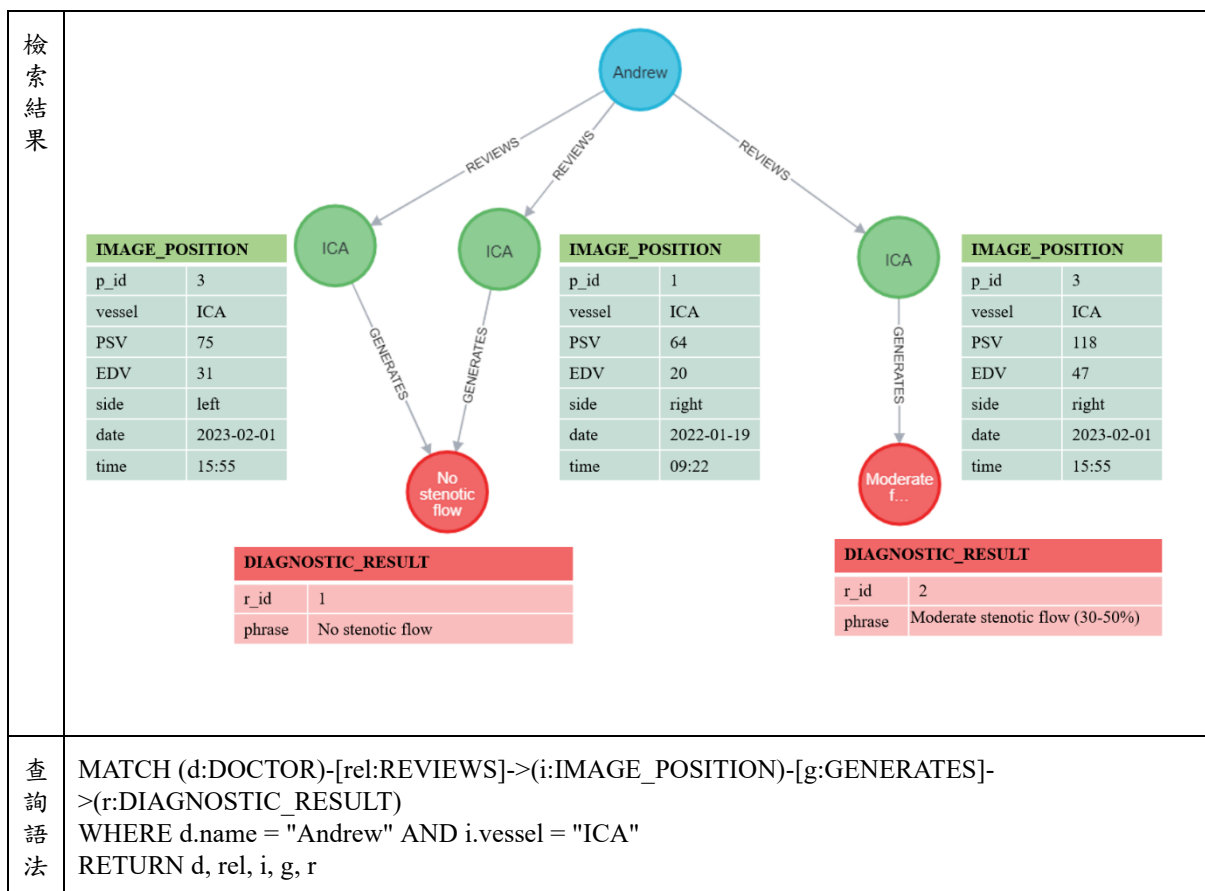 檢索結果
Andrew
REVIEWS
REVIEWS
REVIEWS
ICA
ICA
ICA
IMAGE_POSITION
p_id 3
vessel ICA
PSV 75
EDV 31
side left
date 2023-02-01
time 15:55
IMAGE_POSITION
p_id 1
vessel ICA
PSV 64
EDV 20
side right
date 2022-01-19
time 09:22
IMAGE_POSITION
p_id 3
vessel ICA
PSV 118
EDV 47
side right
date 2023-02-01
time 15:55
GENERATES
GENERATES
GENERATES
No
stenotic
flow
Moderate
f...
DIAGNOSTIC_RESULT
r_id 1
phrase No stenotic flow
DIAGNOSTIC_RESULT
r_id 2
phrase Moderate stenotic flow (30-50%)
查詢語法
MATCH (d:DOCTOR)-[rel:REVIEWS]->(i:IMAGE_POSITION)-[g:GENERATES]-
>(r:DIAGNOSTIC_RESULT)
WHERE d.name = "Andrew" AND i.vessel = "ICA"
RETURN d, rel, i, g, r